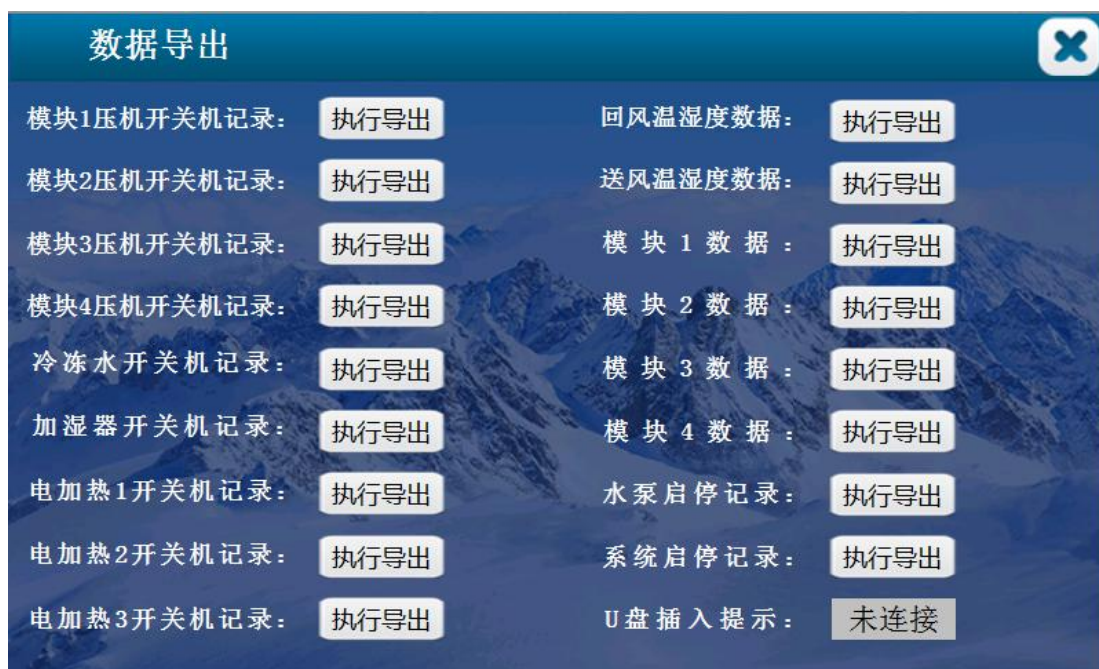 数据导出
模块1压机开关机记录： 执行导出 回风温湿度数据： 执行导出
模块2压机开关机记录： 执行导出 送风温湿度数据： 执行导出
模块3压机开关机记录： 执行导出 模块1数据： 执行导出
模块4压机开关机记录： 执行导出 模块2数据： 执行导出
冷冻水开关机记录： 执行导出 模块3数据： 执行导出
加湿器开关机记录： 执行导出 模块4数据： 执行导出
电加热1开关机记录： 执行导出 水泵启停记录： 执行导出
电加热2开关机记录： 执行导出 系统启停记录： 执行导出
电加热3开关机记录： 执行导出 U盘插入提示： 未连接